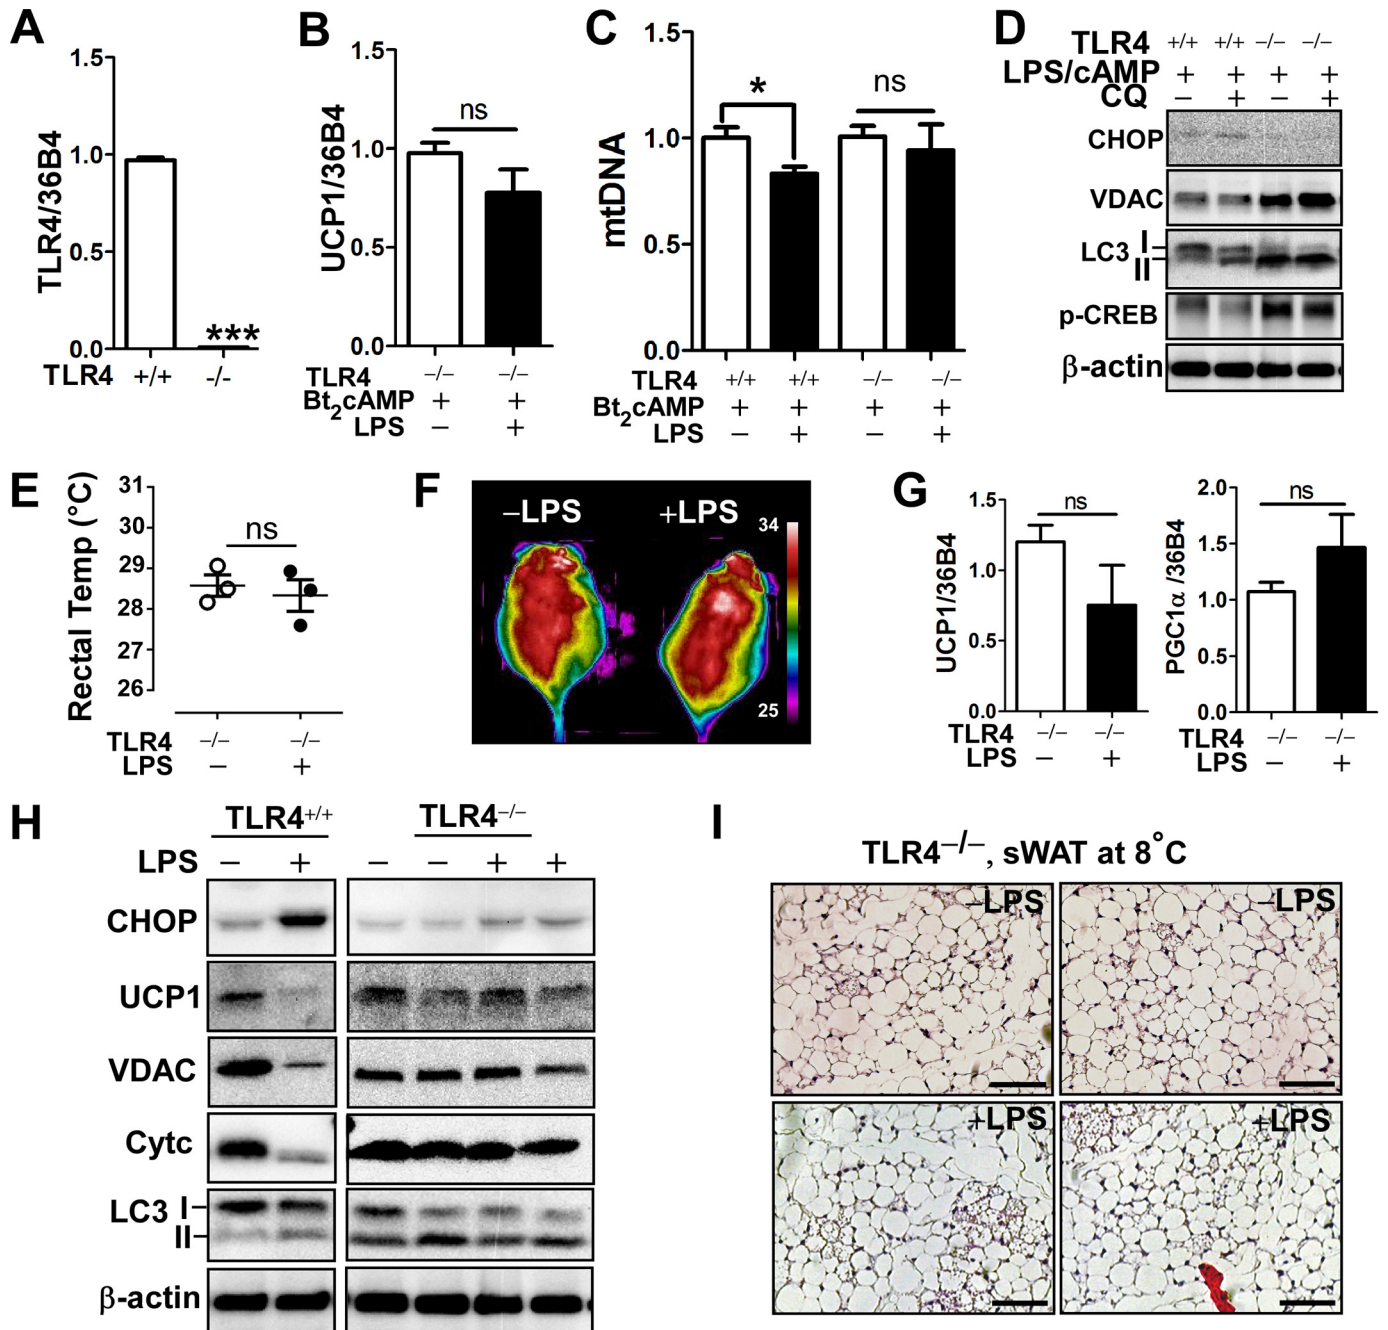 A
1.5
1.0
0.5
0.0
TLR4/36B4
***
TLR4 +/+ -/-
B
1.5
1.0
0.5
0.0
UCP1/36B4
ns
TLR4 –/– –/–
Bt2cAMP + +
LPS – +
C
1.5
1.0
0.5
0.0
mtDNA
*
ns
TLR4 +/+ +/+ –/– –/–
Bt2cAMP + + + +
LPS – + – +
D
TLR4 +/+ +/+ –/– –/–
LPS/cAMP + + + +
CQ – + – +
CHOP
VDAC
LC3 I
II
p-CREB
β-actin
E
31
30
29
28
27
26
Rectal Temp (°C)
ns
TLR4 –/– –/–
LPS – +
F
–LPS +LPS
34
25
G
1.5
1.0
0.5
0.0
UCP1/36B4
ns
TLR4 –/– –/–
LPS – +
2.0
1.5
1.0
0.5
0.0
PGC1α /36B4
ns
TLR4 –/– –/–
LPS – +
H
TLR4+/+ TLR4–/–
LPS – + – – + +
CHOP
UCP1
VDAC
Cytc
LC3 I
II
β-actin
I
TLR4–/–, sWAT at 8°C
–LPS –LPS
+LPS +LPS